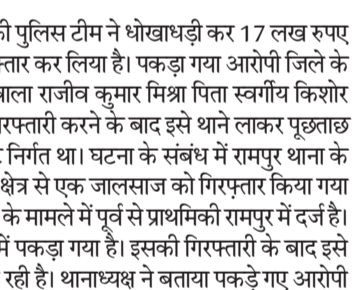 की पुलिस टीम ने धोखाधड़ी कर 17 लख रुपए
कर लिया है। पकड़ा गया आरोपी जिले के
राजीव कुमार मिश्रा पिता स्वर्गीय किशोर
करने के बाद इसे थाने लाकर पूछताछ
निर्गत था। घटना के संबंध में रामपुर थाना के
क्षेत्र से एक जालसाज को गिरफ़्तार किया गया
के मामले में पूर्व से प्राथमिकी रामपुर में दर्ज है।
में पकड़ा गया है। इसकी गिरफ्तारी के बाद इसे
रही है। थानाध्यक्ष ने बताया पकड़े गए आरोपी